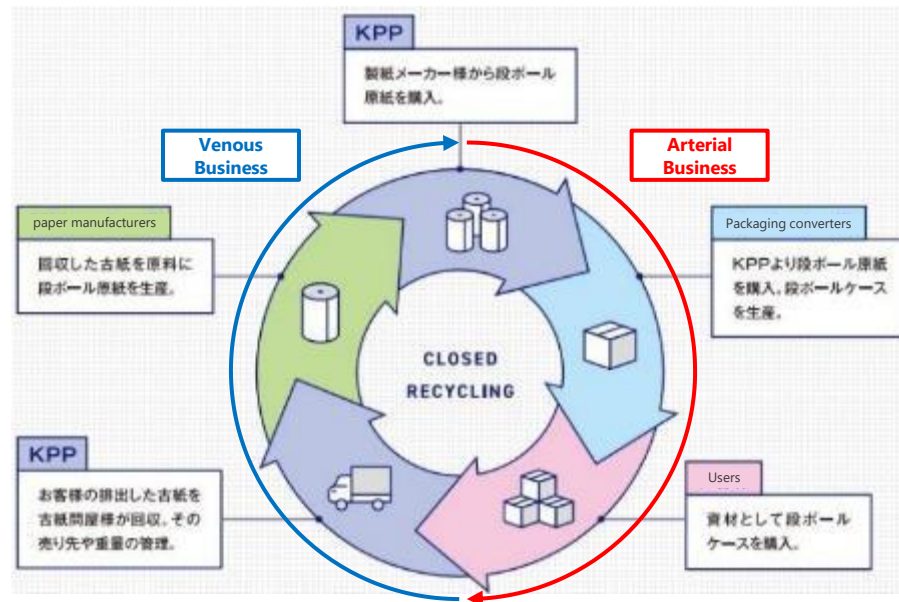 KPP
製紙メーカー様から段ボール
原紙を購入。
Venous
Business
Arterial
Business
paper manufacturers
回収した古紙を原料に
段ボール原紙を生産。
Packaging converters
KPPより段ボール原紙
を購入。段ボールケース
を生産。
CLOSED
RECYCLING
KPP
お客様の排出した古紙を
古紙問屋様が回収。その
売り先や重量の管理。
Users
資材として段ボール
ケースを購入。